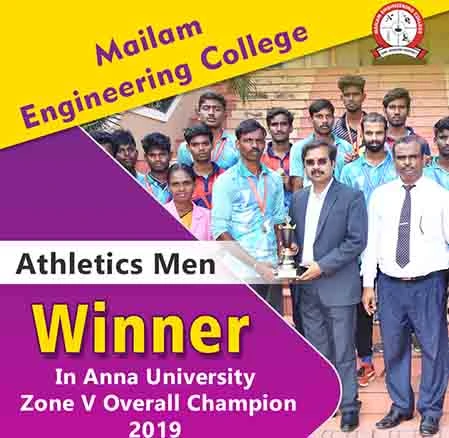 Mailam
Engineering College
Athletics Men
Winner
In Anna University
Zone V Overall Champion
2019